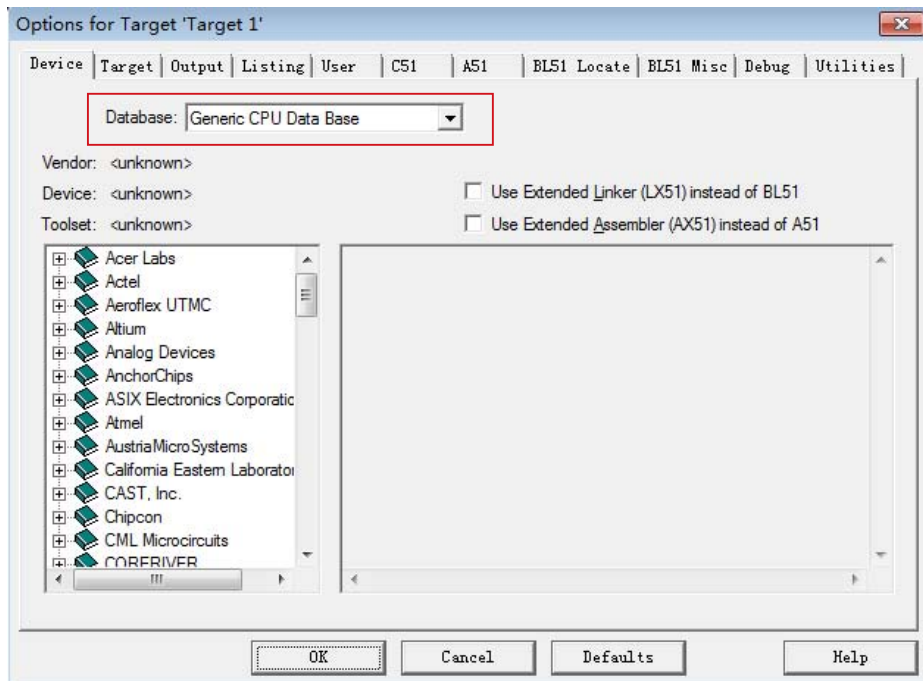 Options for Target 'Target 1'
Device Target Output Listing User C51 A51 BL51 Locate BL51 Misc Debug Utilities
Database: Generic CPU Data Base
Vendor: <unknown>
Device: <unknown>
Use Extended Linker (LX51) instead of BL51
Toolset: <unknown>
Use Extended Assembler (AX51) instead of A51
Acer Labs
Actel
Aeroflex UTMC
Altium
Analog Devices
AnchorChips
ASIX Electronics Corporatic
Atmel
AustriaMicroSystems
California Eastern Laborator
CAST, Inc.
Chipcon
CML Microcircuits
CORERIVER
OK Cancel Defaults Help